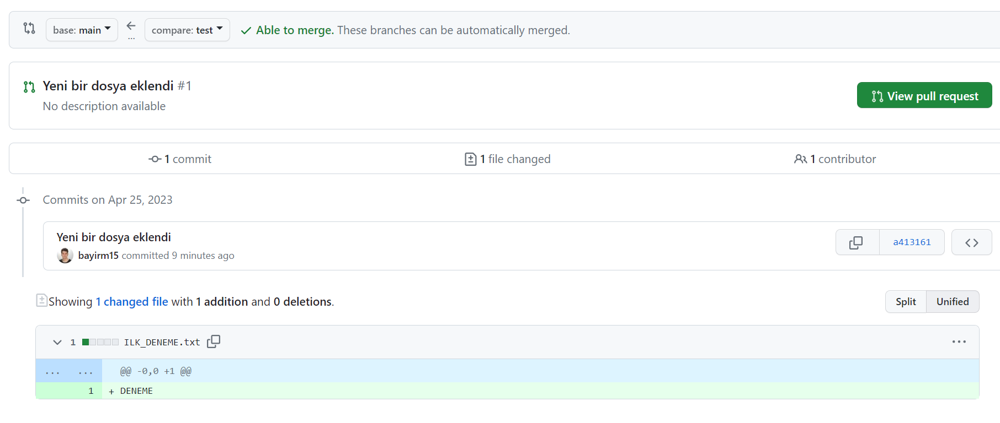 base: main ← compare: test ✓ Able to merge. These branches can be automatically merged.
...
Yeni bir dosya eklendi #1
No description available
View pull request
1 commit
1 file changed
1 contributor
Commits on Apr 25, 2023
Yeni bir dosya eklendi
bayirm15 committed 9 minutes ago
a413161
<>
Showing 1 changed file with 1 addition and 0 deletions.
Split Unified
1 ILK_DENEME.txt
...
... ... @@ -0,0 +1 @@
1 + DENEME